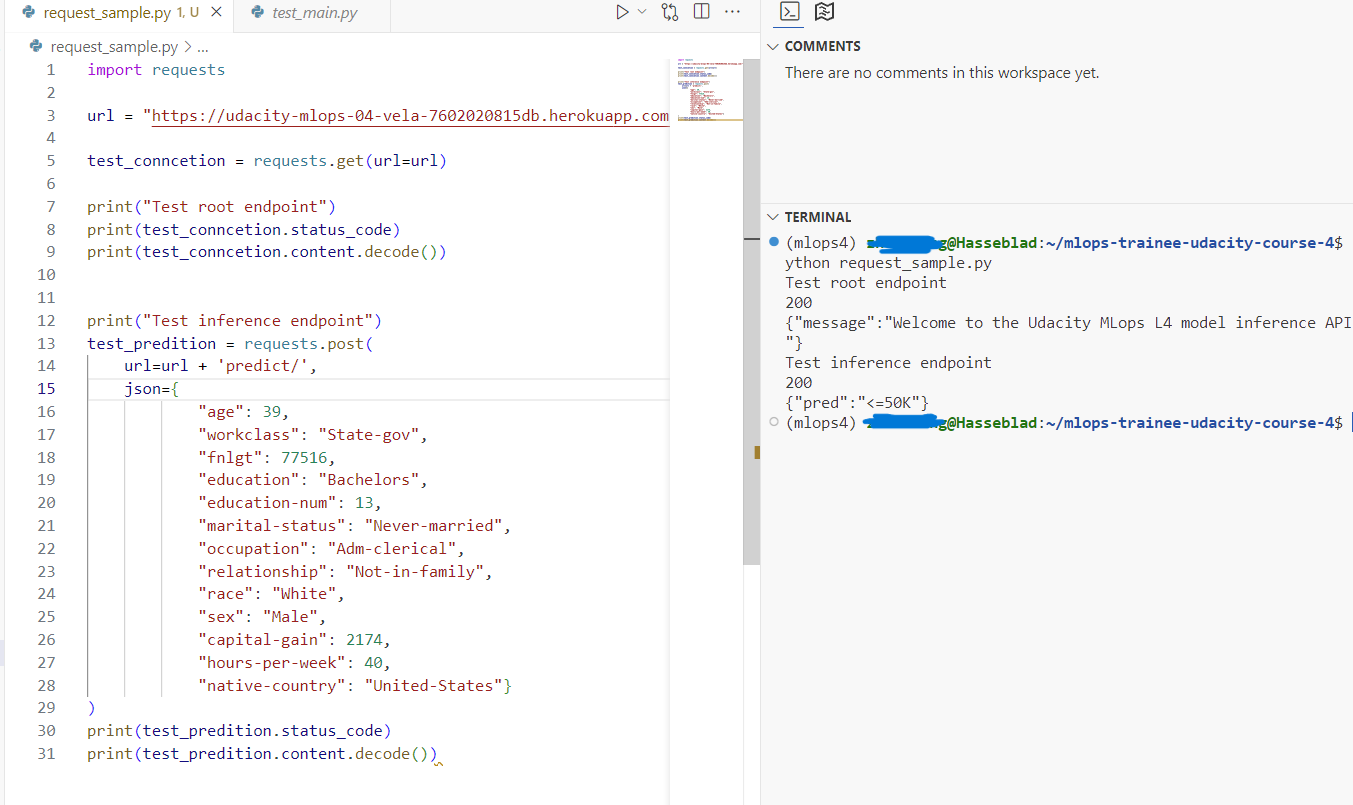 request_sample.py 1, U
test_main.py
request_sample.py > ...
1 import requests
2
3 url = "https://udacity-mlops-04-vela-7602020815db.herokuapp.com
4
5 test_conncetion = requests.get(url=url)
6
7 print("Test root endpoint")
8 print(test_conncetion.status_code)
9 print(test_conncetion.content.decode())
10
11
12 print("Test inference endpoint")
13 test_predition = requests.post(
14 url=url + 'predict/',
15 json={
16 "age": 39,
17 "workclass": "State-gov",
18 "fnlgt": 77516,
19 "education": "Bachelors",
20 "education-num": 13,
21 "marital-status": "Never-married",
22 "occupation": "Adm-clerical",
23 "relationship": "Not-in-family",
24 "race": "White",
25 "sex": "Male",
26 "capital-gain": 2174,
27 "hours-per-week": 40,
28 "native-country": "United-States"}
29 )
30 print(test_predition.status_code)
31 print(test_predition.content.decode())
COMMENTS
There are no comments in this workspace yet.
TERMINAL
(mlops4) g@Hasseblad:~/mlops-trainee-udacity-course-4$
ython request_sample.py
Test root endpoint
200
{"message":"Welcome to the Udacity MLops L4 model inference API
"}
Test inference endpoint
200
{"pred":"<=50K"}
(mlops4) g@Hasseblad:~/mlops-trainee-udacity-course-4$